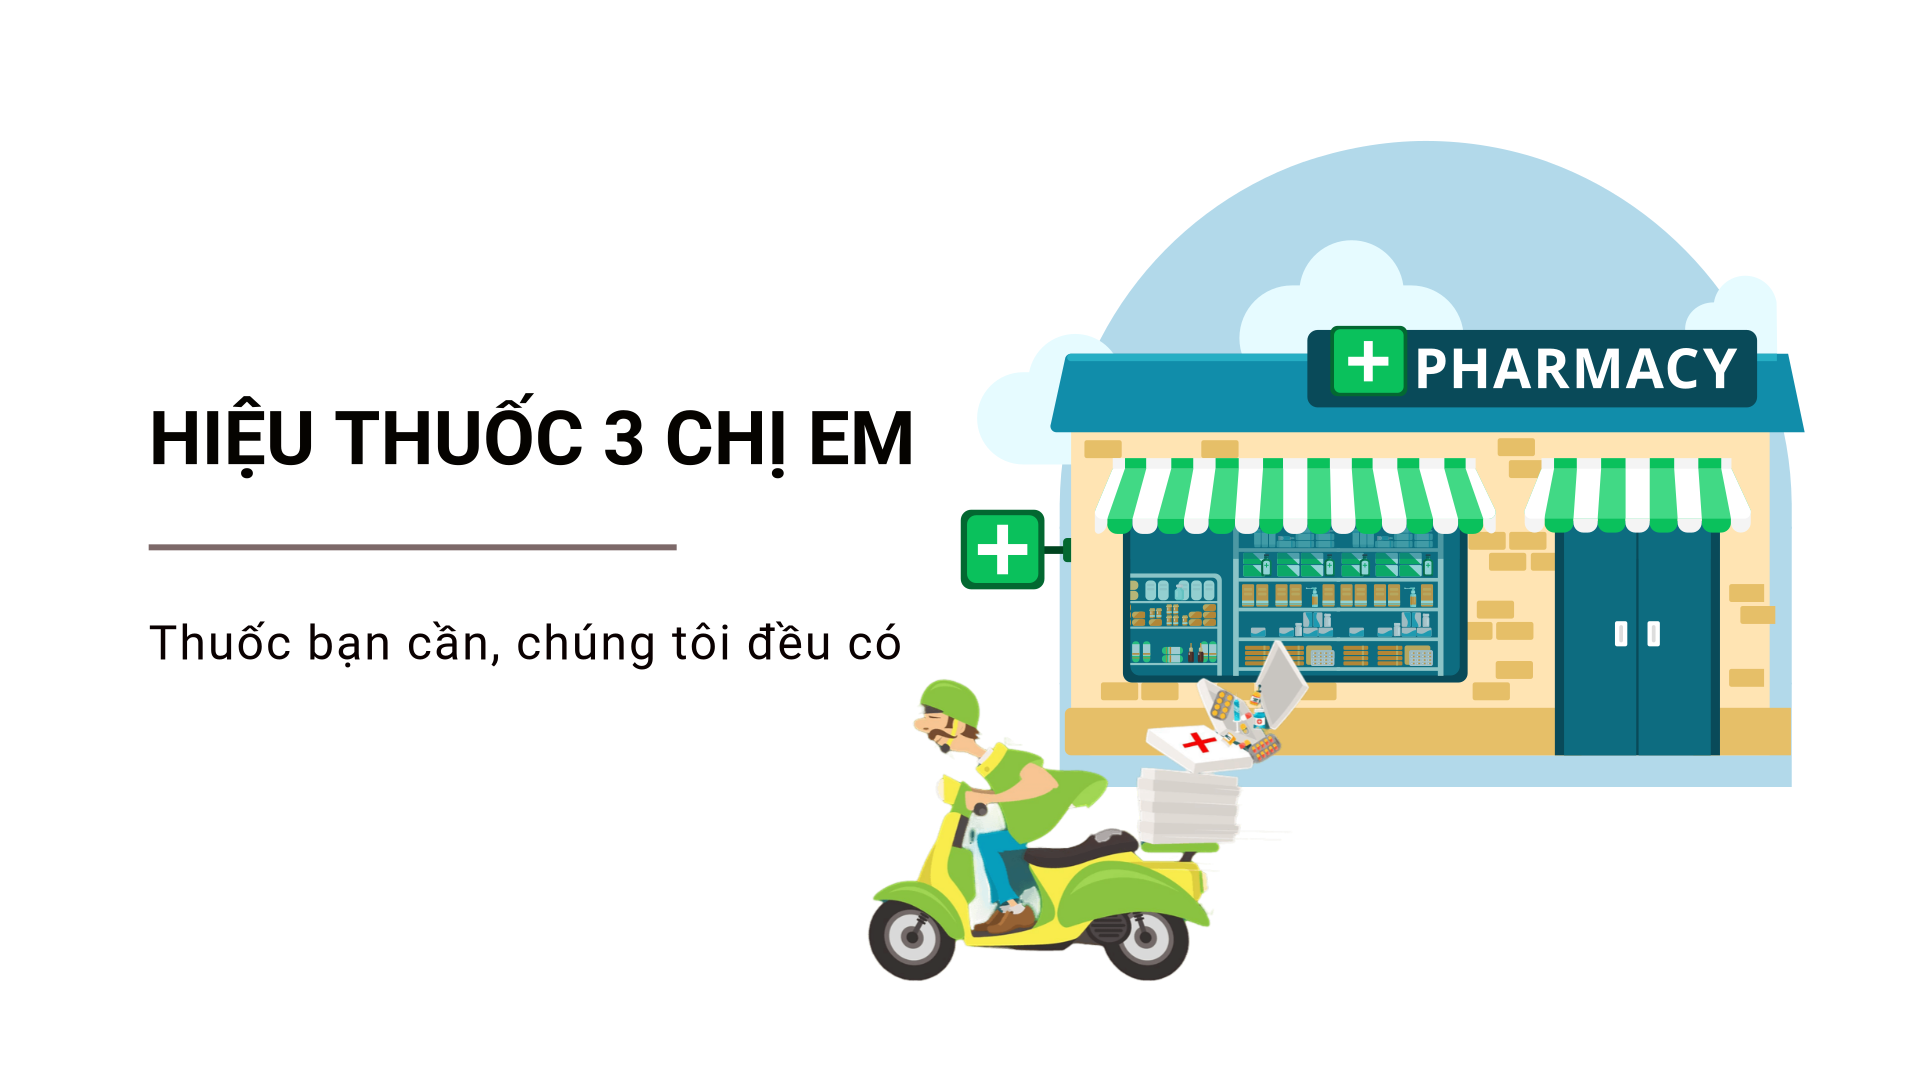 HIỆU THUỐC 3 CHỊ EM
Thuốc bạn cần, chúng tôi đều có
PHARMACY